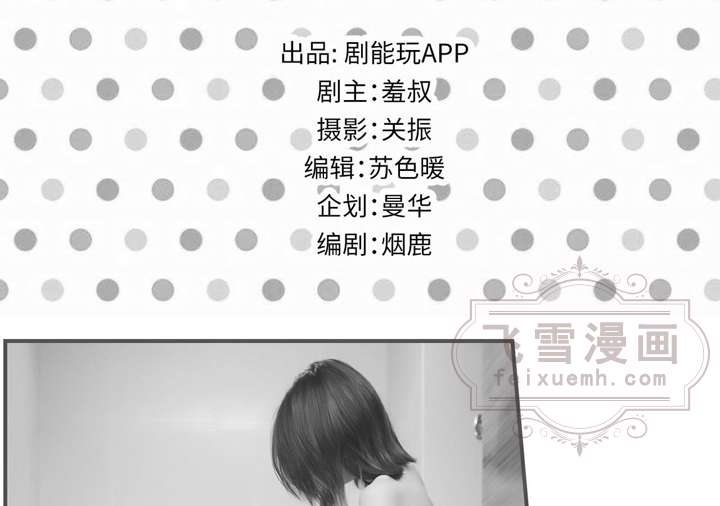 出品: 剧能玩APP
剧主:羞叔
摄影:关振
编辑:苏色暖
企划:曼华
编剧:烟鹿
飞雪漫画
feixuemh.com